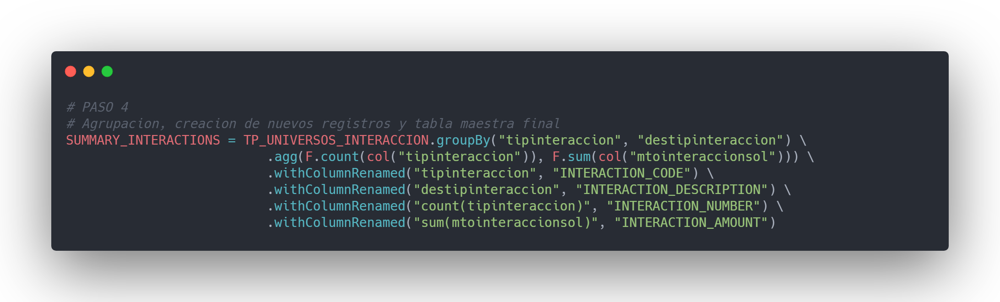 # PASO 4
# Agrupacion, creacion de nuevos registros y tabla maestra final
SUMMARY_INTERACTIONS = TP_UNIVERSOS_INTERACCION.groupBy("tipinteraccion", "destipinteraccion") \
.agg(F.count(col("tipinteraccion")), F.sum(col("mtointeraccionsol"))) \
.withColumnRenamed("tipinteraccion", "INTERACTION_CODE") \
.withColumnRenamed("destipinteraccion", "INTERACTION_DESCRIPTION") \
.withColumnRenamed("count(tipinteraccion)", "INTERACTION_NUMBER") \
.withColumnRenamed("sum(mtointeraccionsol)", "INTERACTION_AMOUNT")